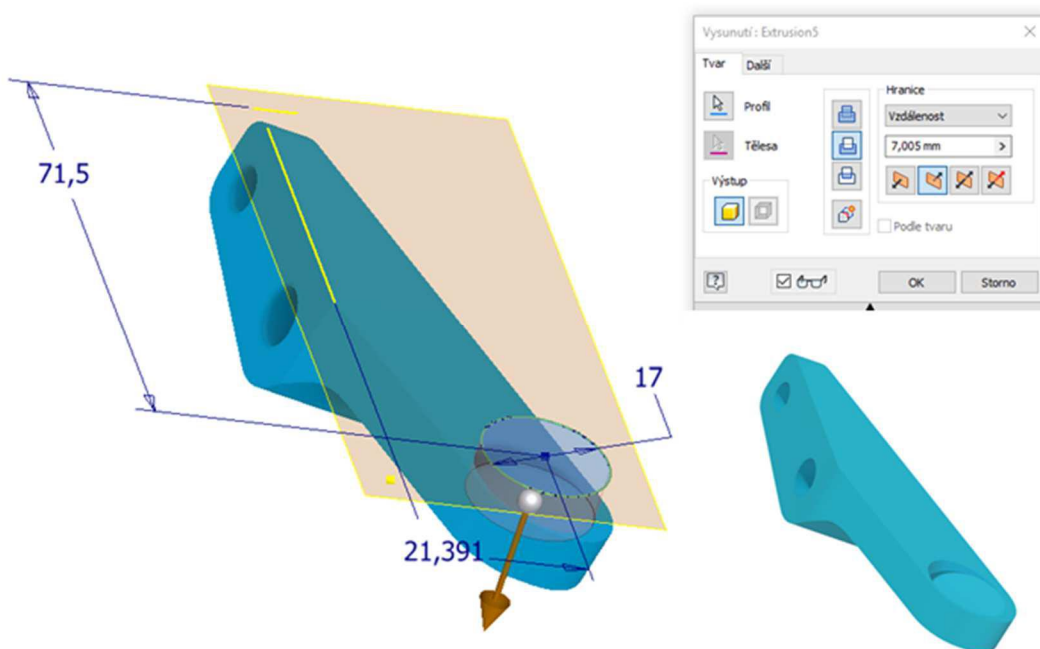 Vysunutí : Extrusion5
Tvar
Další
Profil
Tělesa
Výstup
Hranice
Vzdálenost
7,005 mm
Podle tvaru
OK
Storno
71,5
17
21,391